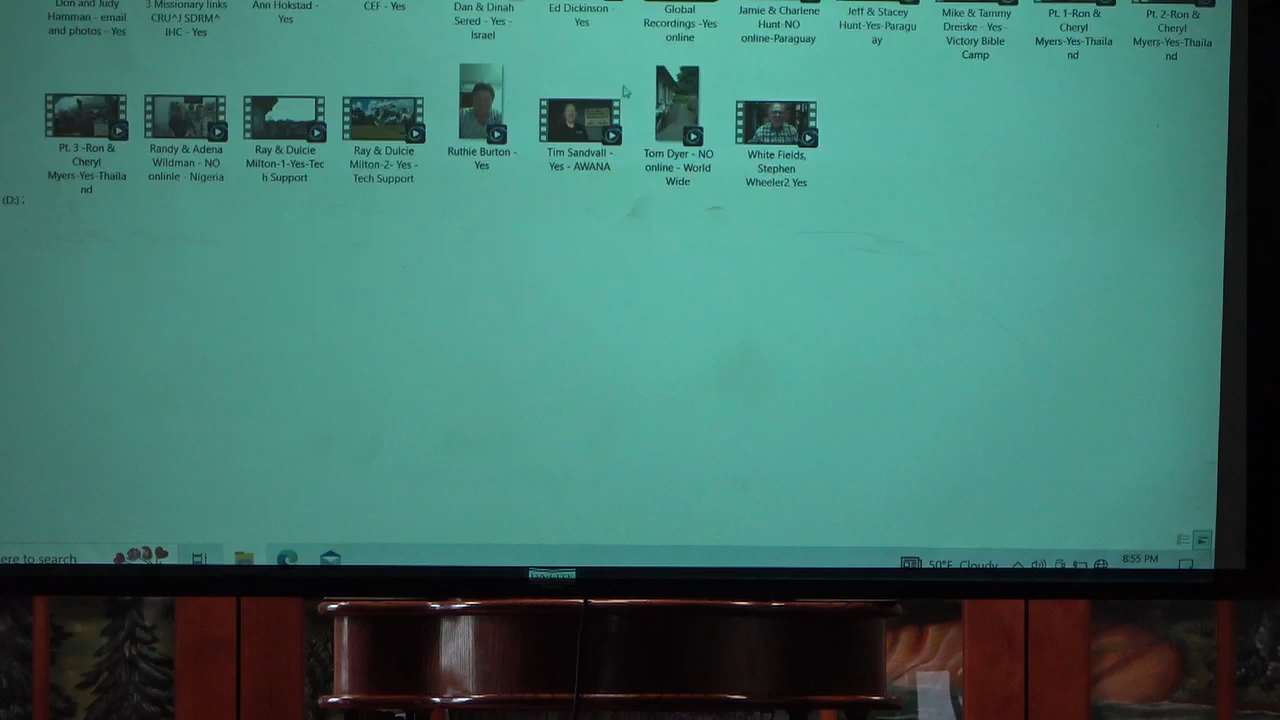 Don and Judy
Hamman - email
and photos - Yes
3 Missionary links
CRU^J SDRM^
IHC - Yes
Ann Hokstad -
Yes
CEF - Yes
Dan & Dinah
Sered - Yes -
Israel
Ed Dickinson -
Yes
Global
Recordings -Yes
online
Jamie & Charlene
Hunt-NO
online-Paraguay
Jeff & Stacey
Hunt-Yes-Paragu
ay
Mike & Tammy
Dreiske - Yes -
Victory Bible
Camp
Pt. 1-Ron &
Cheryl
Myers-Yes-Thaila
nd
Pt. 2-Ron &
Cheryl
Myers-Yes-Thaila
nd
Pt. 3 -Ron &
Cheryl
Myers-Yes-Thaila
nd
Randy & Adena
Wildman - NO
onlinle - Nigeria
Ray & Dulcie
Milton-1-Yes-Tec
h Support
Ray & Dulcie
Milton-2- Yes -
Tech Support
Ruthie Burton -
Yes
Tim Sandvall -
Yes - AWANA
Tom Dyer - NO
online - World
Wide
White Fields,
Stephen
Wheeler2 Yes
(D:)
ere to search
50°F Cloudy
8:55 PM